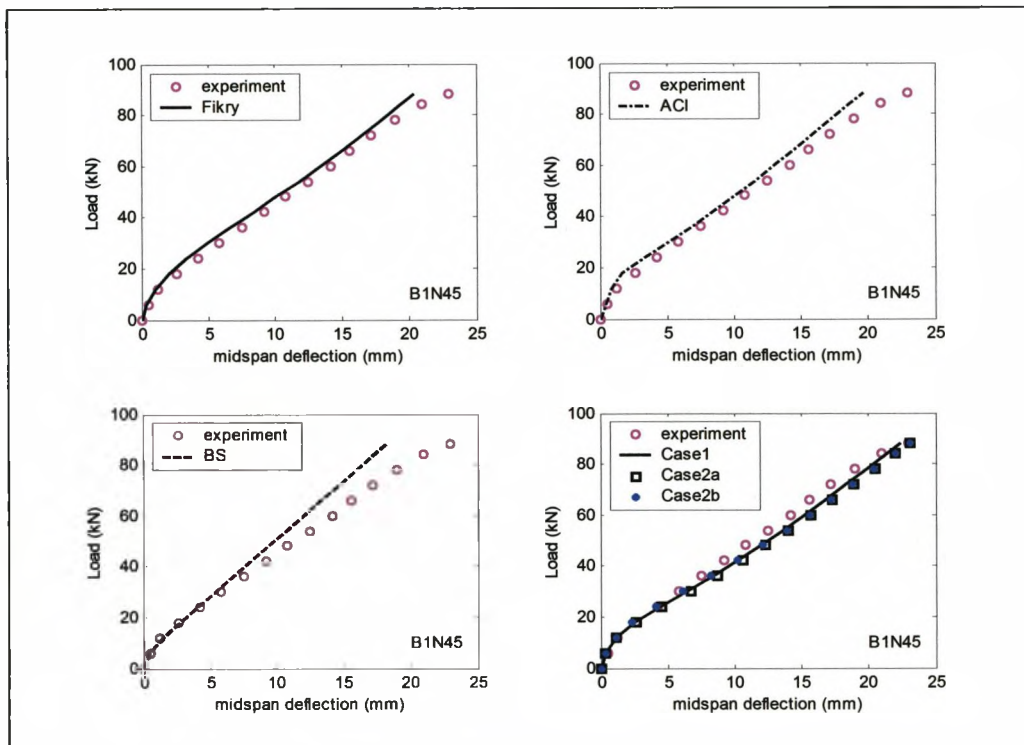 100
80
60
40
20
0
Load (kN)
experiment
Fikry
B1N45
0 5 10 15 20 25
midspan deflection (mm)
100
80
60
40
20
0
Load (kN)
experiment
ACI
B1N45
0 5 10 15 20 25
midspan deflection (mm)
100
80
60
40
20
0
Load (kN)
experiment
BS
B1N45
0 5 10 15 20 25
midspan deflection (mm)
100
80
60
40
20
0
Load (kN)
experiment
Case1
Case2a
Case2b
B1N45
0 5 10 15 20 25
midspan deflection (mm)